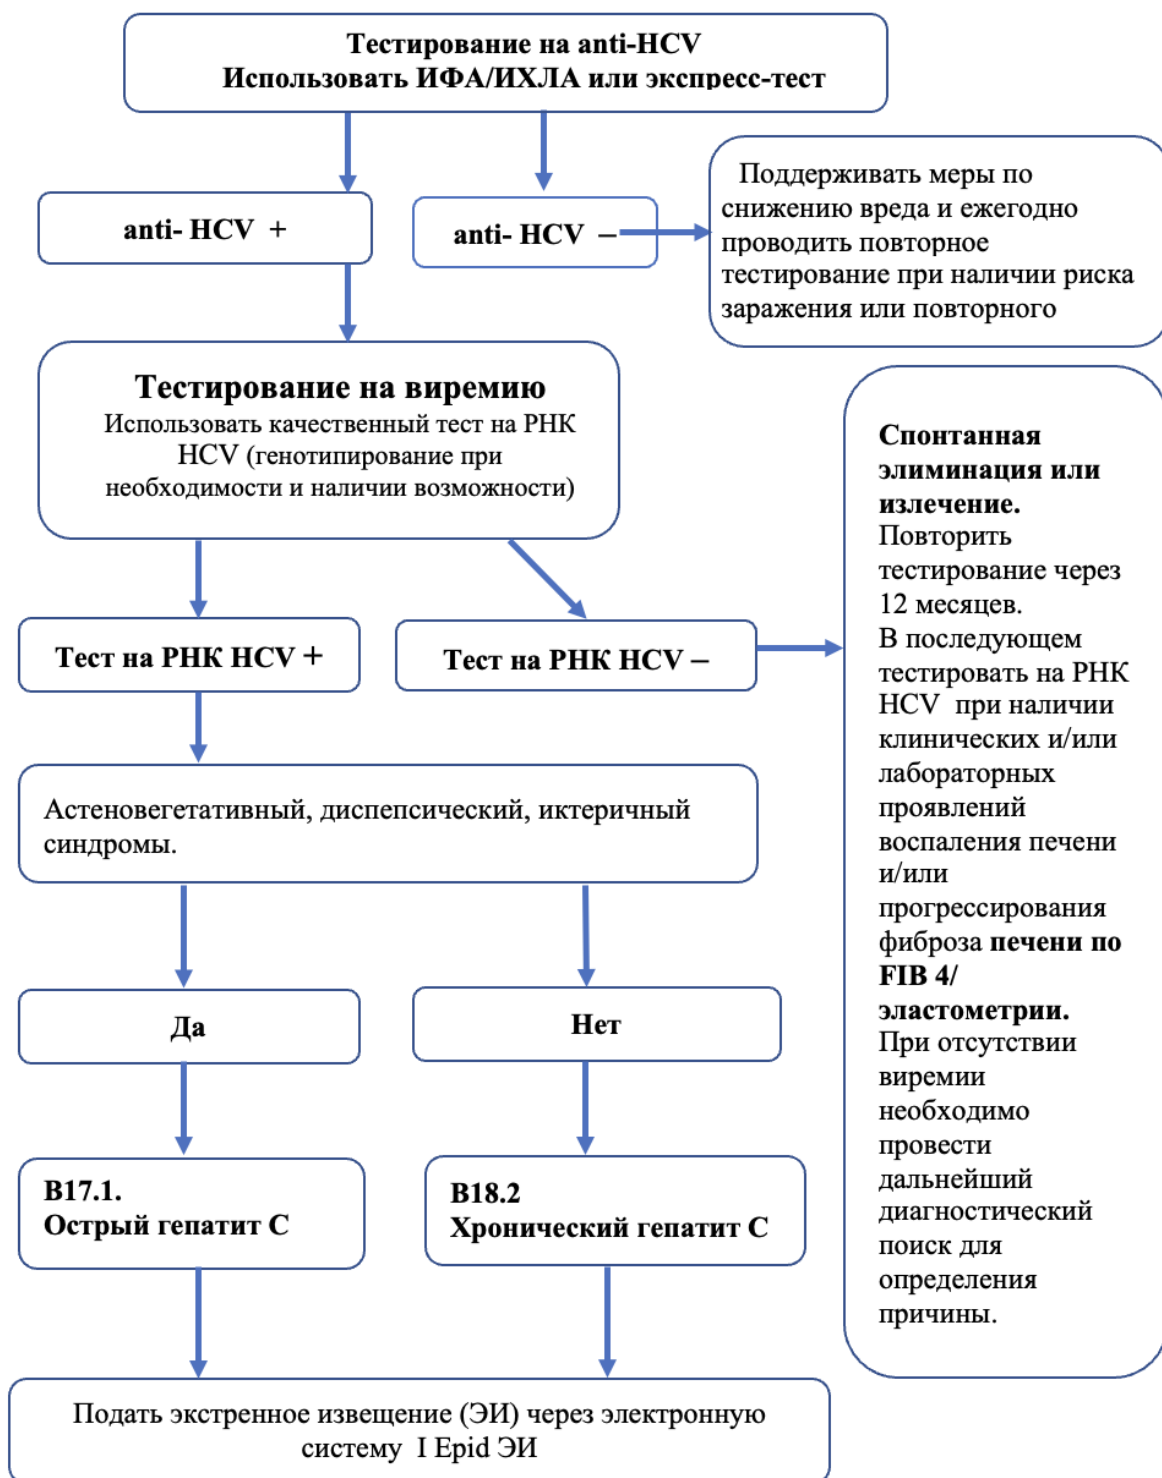 Тестирование на anti-HCV
Использовать ИФА/ИХЛА или экспресс-тест
anti- HCV +
anti- HCV –
Поддерживать меры по
снижению вреда и ежегодно
проводить повторное
тестирование при наличии риска
заражения или повторного
Тестирование на виремию
Использовать качественный тест на РНК
HCV (генотипирование при
необходимости и наличии возможности)
Тест на РНК HCV +
Тест на РНК HCV –
Спонтанная
элиминация или
излечение.
Повторить
тестирование через
12 месяцев.
В последующем
тестировать на РНК
HCV при наличии
клинических и/или
лабораторных
проявлений
воспаления печени
и/или
прогрессирования
фиброза печени по
FIB 4/
эластометрии.
При отсутствии
виремии
необходимо
провести
дальнейший
диагностический
поиск для
определения
причины.
Астеновегетативный, диспепсический, иктеричный
синдромы.
Да
Нет
B17.1.
Острый гепатит С
B18.2
Хронический гепатит С
Подать экстренное извещение (ЭИ) через электронную
систему I Epid ЭИ